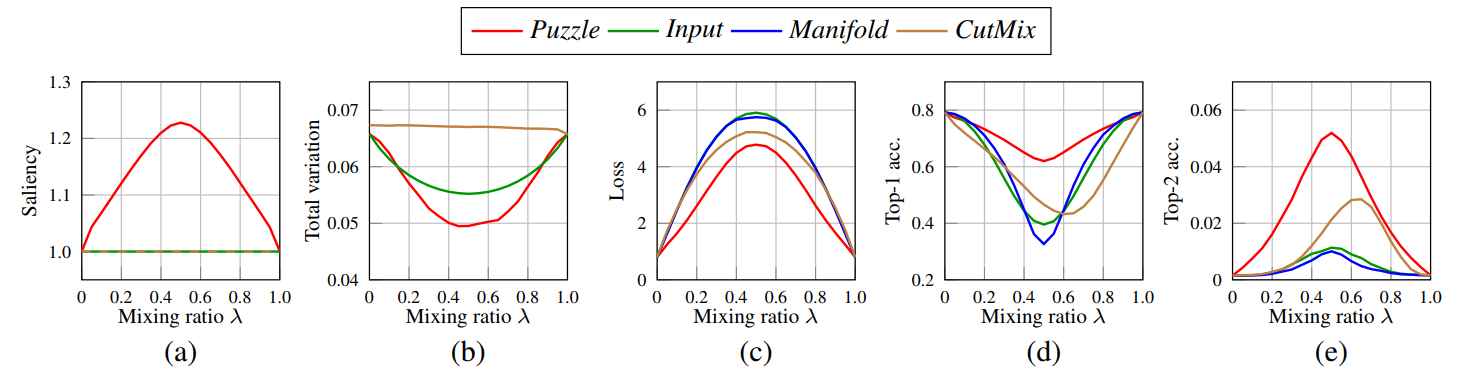 Puzzle Input Manifold CutMix
Saliency
1.3
1.2
1.1
1.0
0 0.2 0.4 0.6 0.8 1.0
Mixing ratio λ
(a)
Total variation
0.07
0.06
0.05
0.04
0 0.2 0.4 0.6 0.8 1.0
Mixing ratio λ
(b)
Loss
6
4
2
0
0 0.2 0.4 0.6 0.8 1.0
Mixing ratio λ
(c)
Top-1 acc.
0.8
0.6
0.4
0.2
0 0.2 0.4 0.6 0.8 1.0
Mixing ratio λ
(d)
Top-2 acc.
0.06
0.04
0.02
0
0 0.2 0.4 0.6 0.8 1.0
Mixing ratio λ
(e)